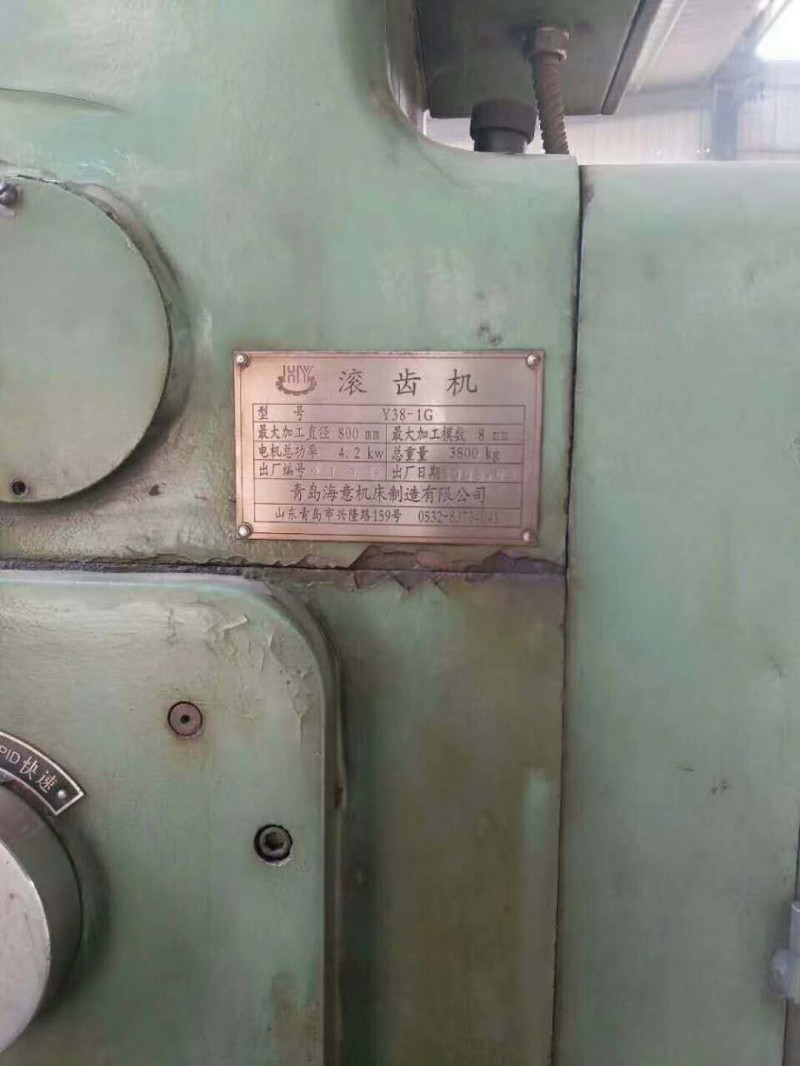 滚齿机
型 号 Y38-1G
最大加工直径 800 mm 最大加工模数 8 mm
电机总功率 4.2 kw 总重量 3800 kg
出厂编号 出厂日期
青岛海意机床制造有限公司
山东青岛市兴隆路159号 0532-
快速